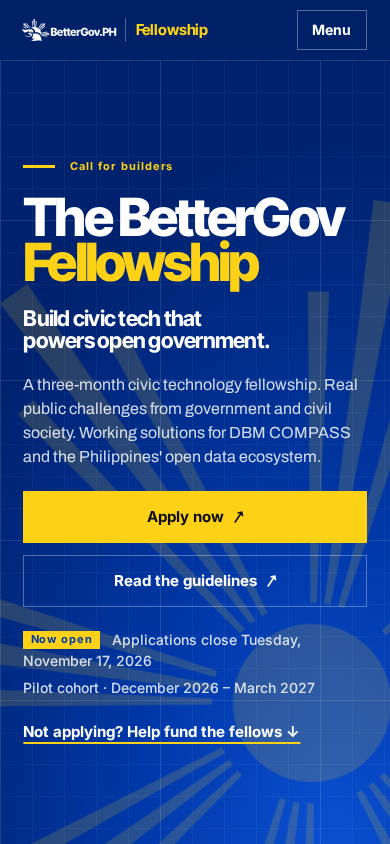 BetterGov.PH
Fellowship
Menu
Call for builders
The BetterGov
Fellowship
Build civic tech that
powers open government.
A three-month civic technology fellowship. Real
public challenges from government and civil
society. Working solutions for DBM COMPASS
and the Philippines' open data ecosystem.
Apply now ↗
Read the guidelines ↗
Now open Applications close Tuesday,
November 17, 2026
Pilot cohort · December 2026 – March 2027
Not applying? Help fund the fellows ↓